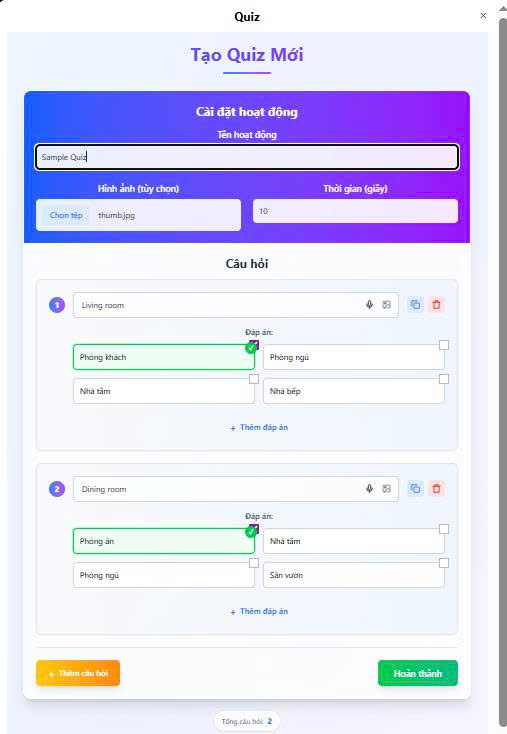 Quiz
×
Tạo Quiz Mới
Cài đặt hoạt động
Tên hoạt động
Sample Quiz
Hình ảnh (tùy chọn)
Thời gian (giây)
Chọn tệp thumb.jpg
10
Câu hỏi
1 Living room
Đáp án:
Phòng khách
Phòng ngủ
Nhà tắm
Nhà bếp
+ Thêm đáp án
2 Dining room
Đáp án:
Phòng ăn
Nhà tắm
Phòng ngủ
Sân vườn
+ Thêm đáp án
+ Thêm câu hỏi
Hoàn thành
Tổng câu hỏi: 2